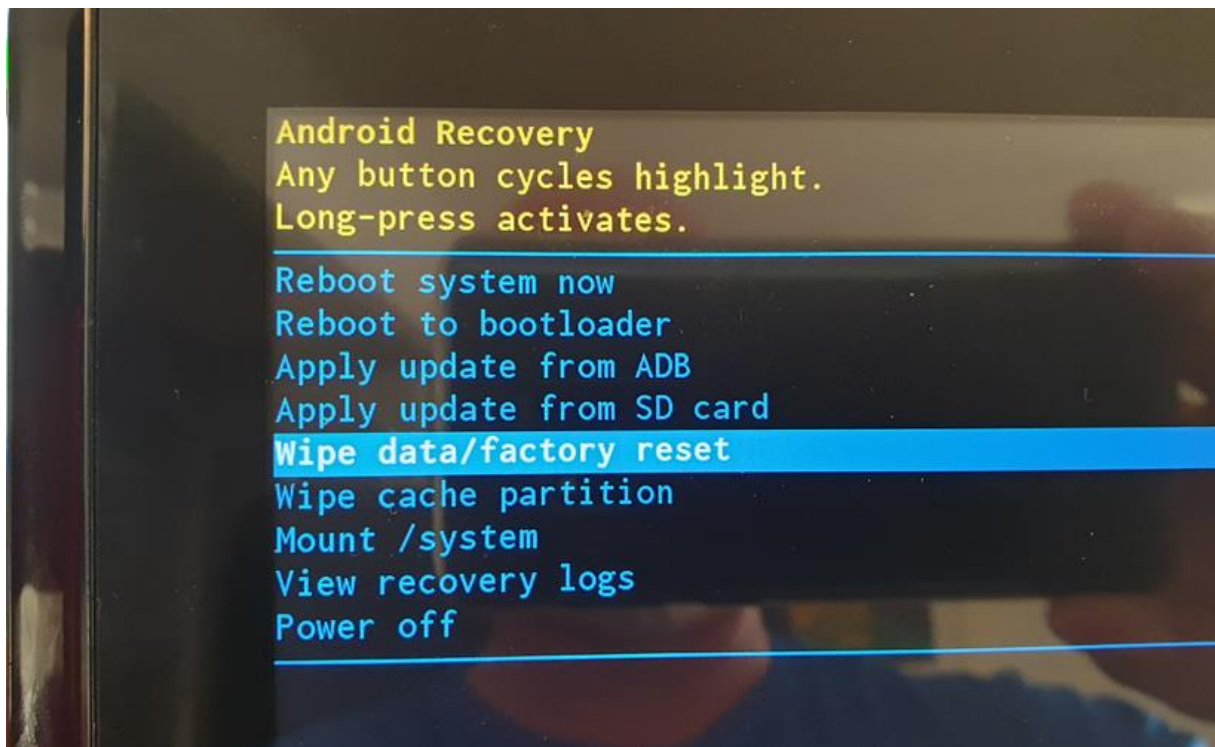 Android Recovery
Any button cycles highlight.
Long-press activates.
Reboot system now
Reboot to bootloader
Apply update from ADB
Apply update from SD card
Wipe data/factory reset
Wipe cache partition
Mount /system
View recovery logs
Power off